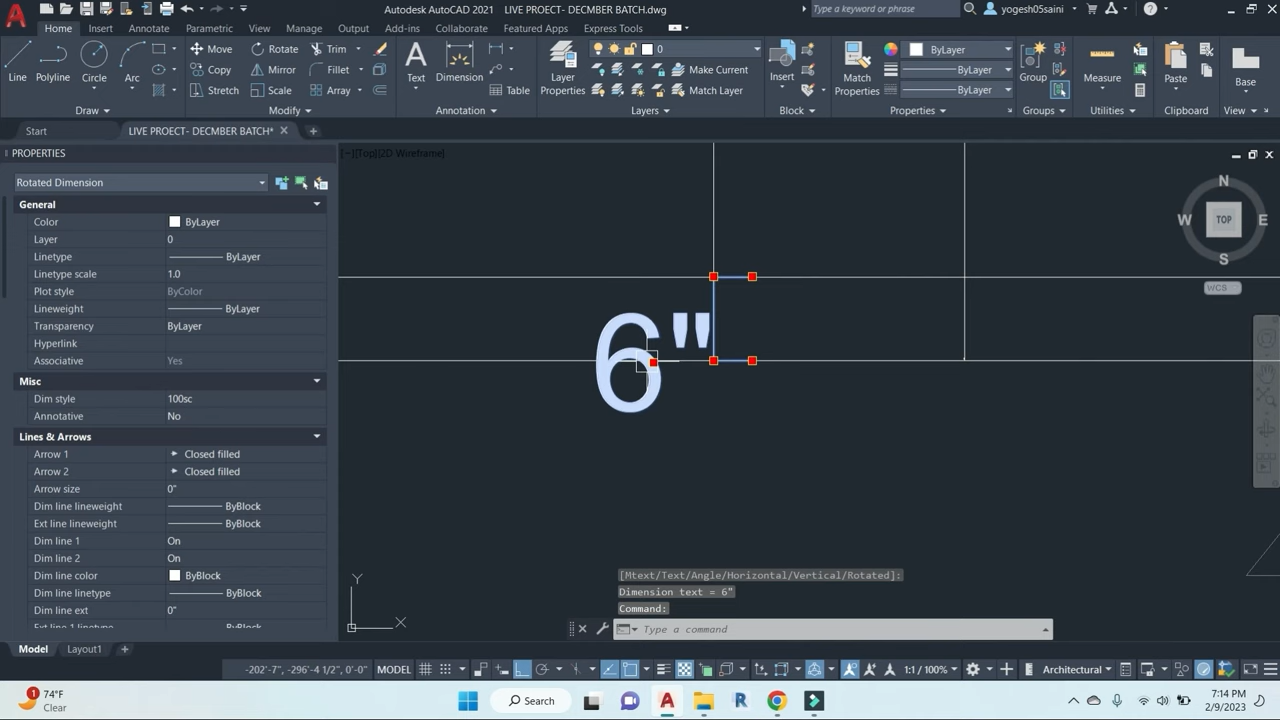 Autodesk AutoCAD 2021 LIVE PROECT- DECMBER BATCH.dwg
Type a keyword or phrase
yogesh05saini
Home Insert Annotate Parametric View Manage Output Add-ins Collaborate Featured Apps Express Tools
Line Polyline Circle Arc
Move Rotate Trim
Copy Mirror Fillet
Stretch Scale Array
Text Dimension Table
Layer Properties
0
Make Current
Match Layer
Insert
Match Properties
ByLayer
ByLayer
ByLayer
Group
Measure
Paste
Base
Draw Modify Annotation Layers Block Properties Groups Utilities Clipboard View
Start
LIVE PROECT- DECMBER BATCH*
PROPERTIES
[−][Top][2D Wireframe]
Rotated Dimension
General
Color ByLayer
Layer 0
Linetype ByLayer
Linetype scale 1.0
Plot style ByColor
Lineweight ByLayer
Transparency ByLayer
Hyperlink
Associative Yes
Misc
Dim style 100sc
Annotative No
Lines & Arrows
Arrow 1 Closed filled
Arrow 2 Closed filled
Arrow size 0"
Dim line lineweight ByBlock
Ext line lineweight ByBlock
Dim line 1 On
Dim line 2 On
Dim line color ByBlock
Dim line linetype ByBlock
Dim line ext 0"
Ext line 1 linetype ByBlock
6"
N
W TOP E
S
WCS
Y
X
[Mtext/Text/Angle/Horizontal/Vertical/Rotated]:
Dimension text = 6"
Command:
Type a command
Model Layout1
-202'-7", -296'-4 1/2", 0'-0" MODEL 1:1 / 100% Architectural
1
74°F
Clear
Search
7:14 PM
2/9/2023